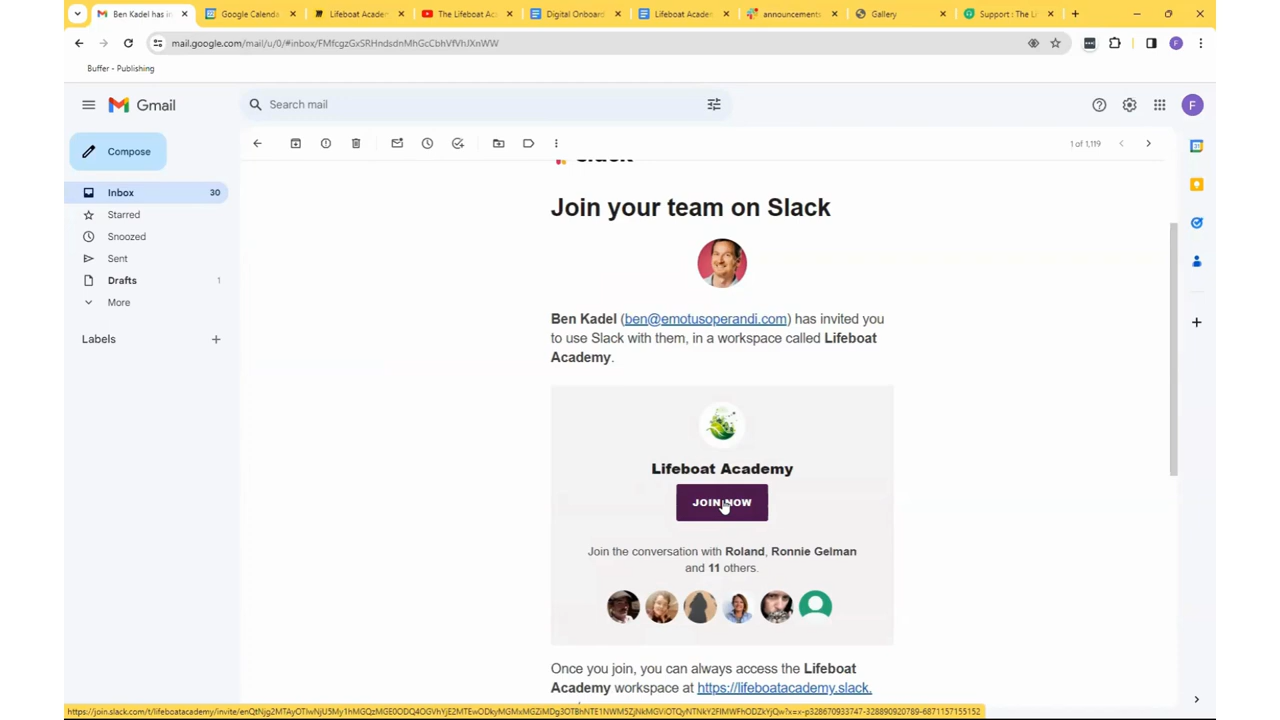 Ben Kadel has in
Google Calenda
Lifeboat Acade
The Lifeboat Ac
Digital Onboard
Lifeboat Acade
announcements
Gallery
Support : The Li
mail.google.com/mail/u/0/#inbox/FMfcgzGxSRHndsdnMhGcCbhVfVhJXnWW
Buffer - Publishing
Gmail
Search mail
F
Compose
1 of 1,119
Inbox 30
Starred
Snoozed
Sent
Drafts 1
More
Labels
Join your team on Slack
Ben Kadel (ben@emotusoperandi.com) has invited you
to use Slack with them, in a workspace called Lifeboat
Academy.
Lifeboat Academy
JOIN NOW
Join the conversation with Roland, Ronnie Gelman
and 11 others.
Once you join, you can always access the Lifeboat
Academy workspace at https://lifeboatacademy.slack.